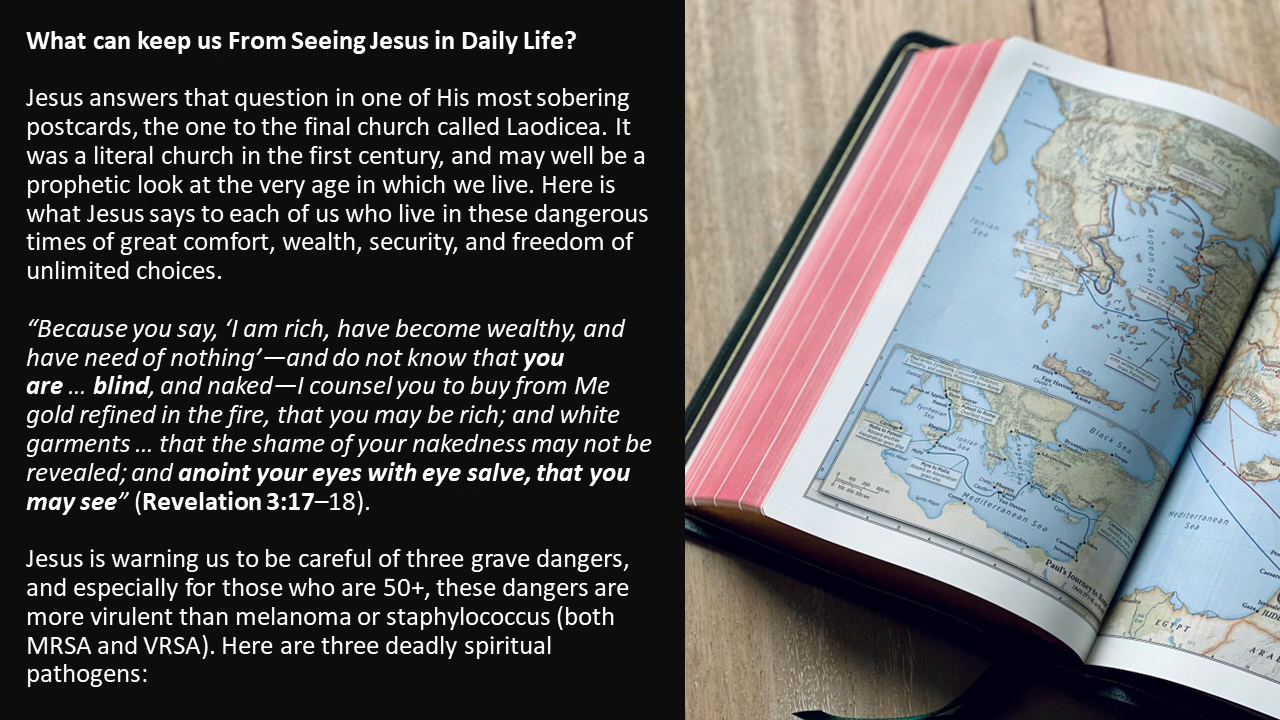 What can keep us From Seeing Jesus in Daily Life?
Jesus answers that question in one of His most sobering
postcards, the one to the final church called Laodicea. It
was a literal church in the first century, and may well be a
prophetic look at the very age in which we live. Here is
what Jesus says to each of us who live in these dangerous
times of great comfort, wealth, security, and freedom of
unlimited choices.
“Because you say, ‘I am rich, have become wealthy, and
have need of nothing’—and do not know that you
are … blind, and naked—I counsel you to buy from Me
gold refined in the fire, that you may be rich; and white
garments … that the shame of your nakedness may not be
revealed; and anoint your eyes with eye salve, that you
may see” (Revelation 3:17–18).
Jesus is warning us to be careful of three grave dangers,
and especially for those who are 50+, these dangers are
more virulent than melanoma or staphylococcus (both
MRSA and VRSA). Here are three deadly spiritual
pathogens:
Ionian
Sea
Aegean Sea
Crete
Phoenix
Fair Havens
Black Sea
Ionian
Sea
Mediterranean Sea
Mediterranean
Sea
Paul's Journey to
EGYPT